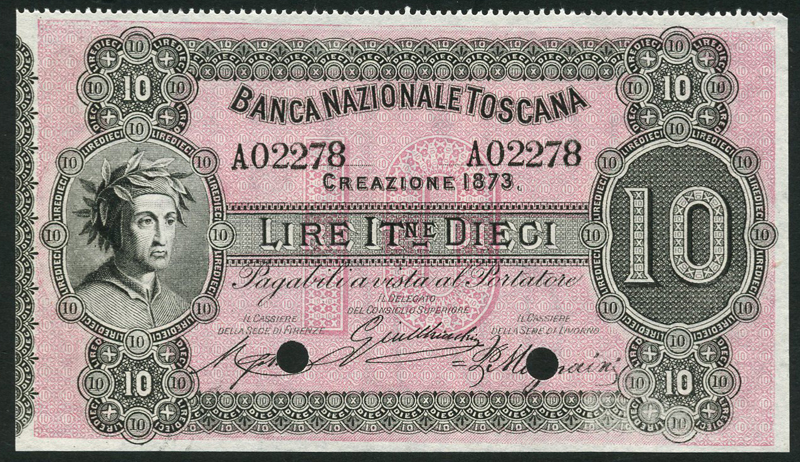 BANCA NAZIONALE TOSCANA
A02278 A02278
CREAZIONE 1873.
LIRE ITNE DIECI
10
Pagabili a vista al Portatore
IL DELEGATO
DEL CONSIGLIO SUPERIORE
IL CASSIERE
DELLA SEDE DI FIRENZE
IL CASSIERE
DELLA SEDE DI LIVORNO
10
10
10
10